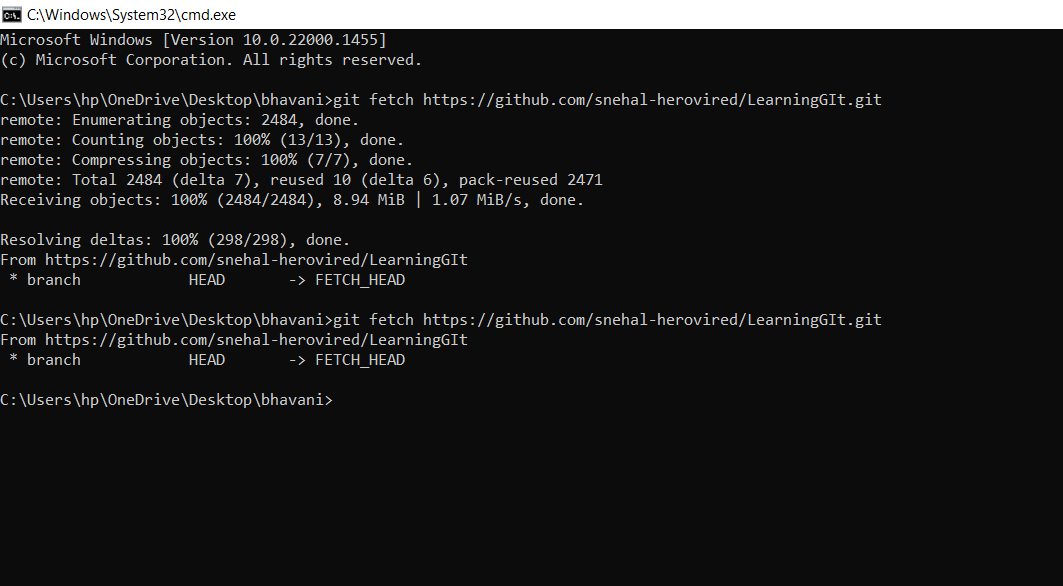 C:\Windows\System32\cmd.exe
Microsoft Windows [Version 10.0.22000.1455]
(c) Microsoft Corporation. All rights reserved.
C:\Users\hp\OneDrive\Desktop\bhavani>git fetch https://github.com/snehal-herovired/LearningGIt.git
remote: Enumerating objects: 2484, done.
remote: Counting objects: 100% (13/13), done.
remote: Compressing objects: 100% (7/7), done.
remote: Total 2484 (delta 7), reused 10 (delta 6), pack-reused 2471
Receiving objects: 100% (2484/2484), 8.94 MiB | 1.07 MiB/s, done.
Resolving deltas: 100% (298/298), done.
From https://github.com/snehal-herovired/LearningGIt
 * branch            HEAD       -> FETCH_HEAD
C:\Users\hp\OneDrive\Desktop\bhavani>git fetch https://github.com/snehal-herovired/LearningGIt.git
From https://github.com/snehal-herovired/LearningGIt
 * branch            HEAD       -> FETCH_HEAD
C:\Users\hp\OneDrive\Desktop\bhavani>